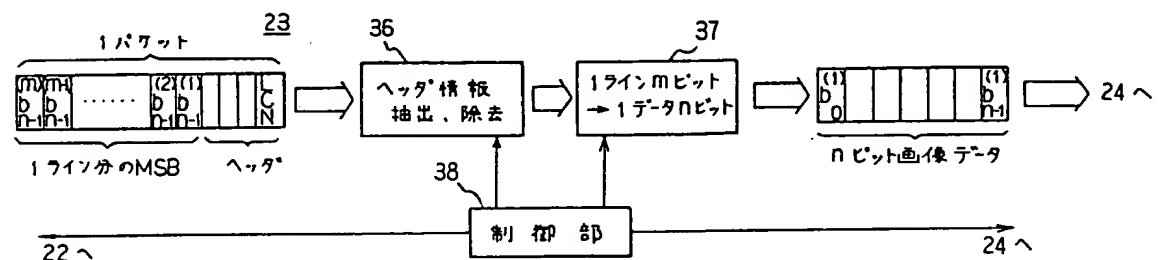 23
1パケット
(m) (m-1) ...... (2) (1)
b b b b L
n-1 n-1 n-1 n-1 C
N
1ライン分のMSB
ヘッダ
36
ヘッダ情報
抽出、除去
37
1ラインmビット
→1データnビット
(1) (1)
b b
0 n-1
nビット画像データ
24へ
38
制御部
22へ
24へ